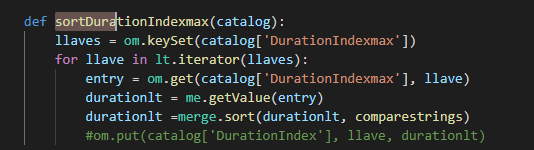 def sortDurationIndexmax(catalog):
    llaves = om.keySet(catalog['DurationIndexmax'])
    for llave in lt.iterator(llaves):
        entry = om.get(catalog['DurationIndexmax'], llave)
        durationlt = me.getValue(entry)
        durationlt =merge.sort(durationlt, comparestrings)
        #om.put(catalog['DurationIndex'], llave, durationlt)